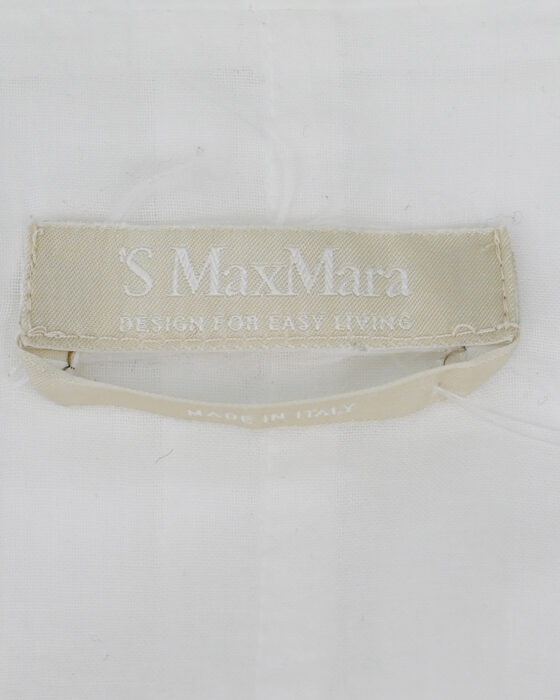 'S MaxMara
DESIGN FOR EASY LIVING
MADE IN ITALY